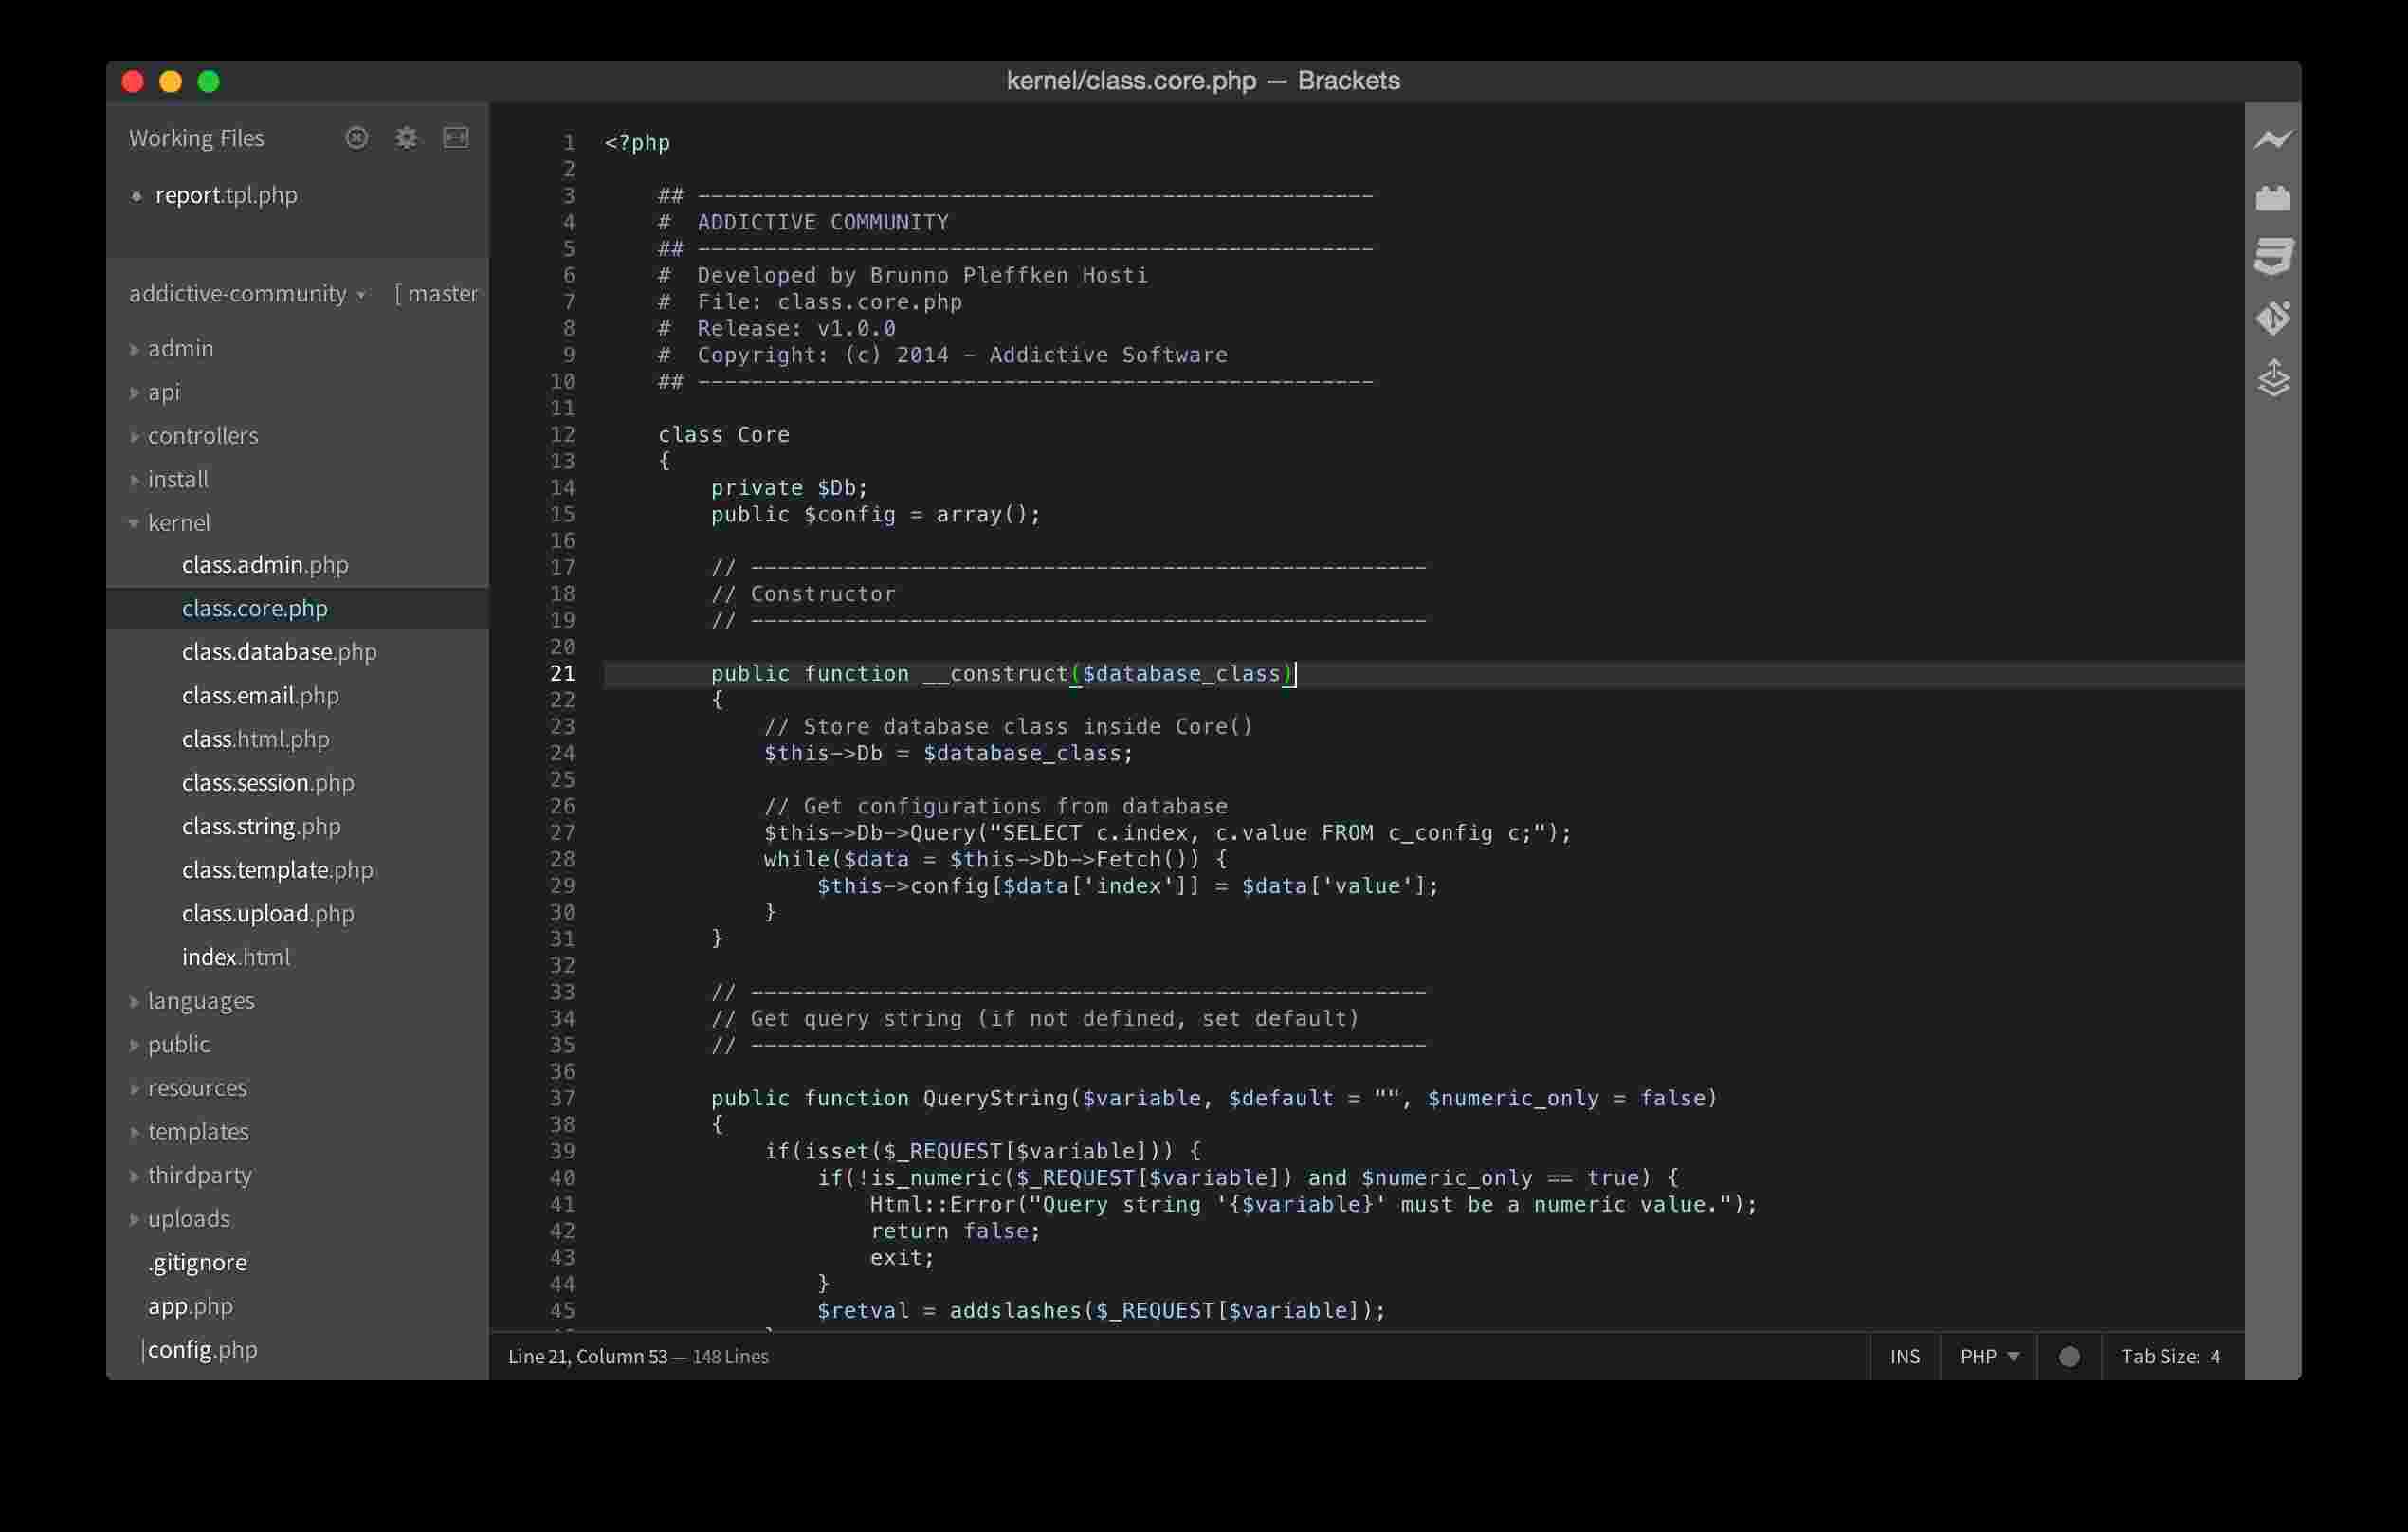 kernel/class.core.php — Brackets
Working Files
report.tpl.php
addictive-community [ master
admin
api
controllers
install
kernel
class.admin.php
class.core.php
class.database.php
class.email.php
class.html.php
class.session.php
class.string.php
class.template.php
class.upload.php
index.html
languages
public
resources
templates
thirdparty
uploads
.gitignore
app.php
config.php
1 <?php
2
3 ## ---------------------------------------------------
4 #  ADDICTIVE COMMUNITY
5 ## ---------------------------------------------------
6 #  Developed by Brunno Pleffken Hosti
7 #  File: class.core.php
8 #  Release: v1.0.0
9 #  Copyright: (c) 2014 - Addictive Software
10 ## ---------------------------------------------------
11
12 class Core
13 {
14 private $Db;
15 public $config = array();
16
17 // ---------------------------------------------------
18 // Constructor
19 // ---------------------------------------------------
20
21 public function __construct($database_class)
22 {
23 // Store database class inside Core()
24 $this->Db = $database_class;
25
26 // Get configurations from database
27 $this->Db->Query("SELECT c.index, c.value FROM c_config c;");
28 while($data = $this->Db->Fetch()) {
29 $this->config[$data['index']] = $data['value'];
30 }
31 }
32
33 // ---------------------------------------------------
34 // Get query string (if not defined, set default)
35 // ---------------------------------------------------
36
37 public function QueryString($variable, $default = "", $numeric_only = false)
38 {
39 if(isset($_REQUEST[$variable])) {
40 if(!is_numeric($_REQUEST[$variable]) and $numeric_only == true) {
41 Html::Error("Query string '{$variable}' must be a numeric value.");
42 return false;
43 exit;
44 }
45 $retval = addslashes($_REQUEST[$variable]);
Line 21, Column 53 — 148 Lines
INS PHP Tab Size: 4